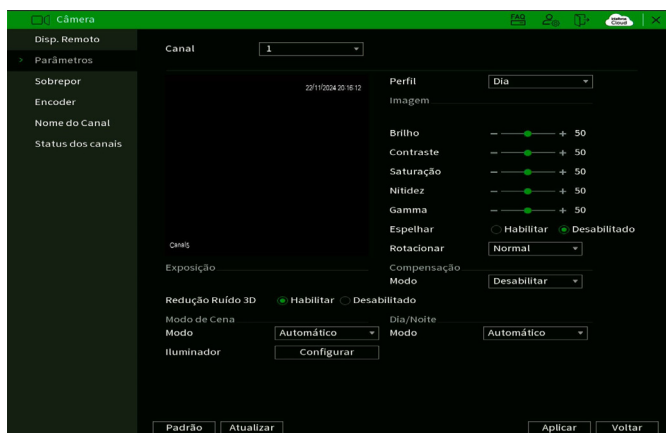 Câmera
FAQ
intelbras Cloud
Disp. Remoto
> Parâmetros
Sobrepor
Encoder
Nome do Canal
Status dos canais
Canal 1
22/11/2024 20:16:12
Canal5
Perfil Dia
Imagem
Brilho - + 50
Contraste - + 50
Saturação - + 50
Nitidez - + 50
Gamma - + 50
Espelhar Habilitar Desabilitado
Rotacionar Normal
Exposição
Compensação
Modo Desabilitar
Redução Ruído 3D Habilitar Desabilitado
Modo de Cena
Dia/Noite
Modo Automático
Modo Automático
Iluminador Configurar
Padrão Atualizar
Aplicar Voltar